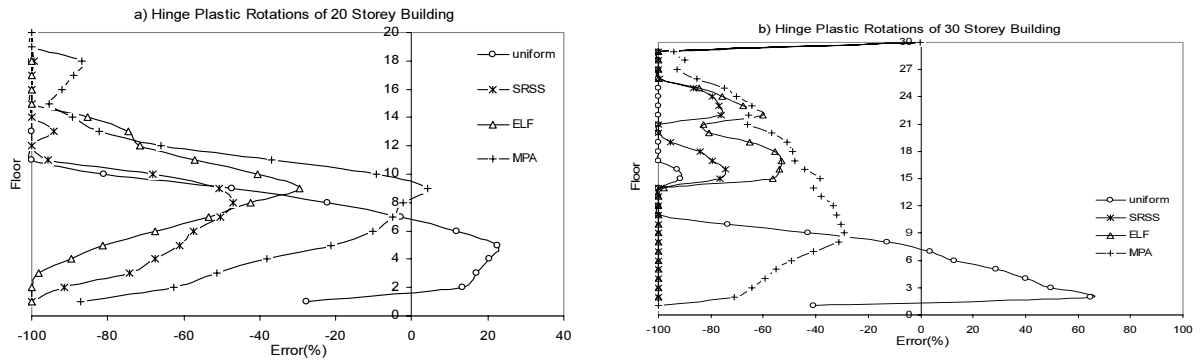 a) Hinge Plastic Rotations of 20 Storey Building
20
18
16
14
12
10
8
6
4
2
0
Floor
-100 -80 -60 -40 -20 0 20 40
Error(%)
uniform
SRSS
ELF
MPA
b) Hinge Plastic Rotations of 30 Storey Building
30
27
24
21
18
15
12
9
6
3
0
Floor
-100 -80 -60 -40 -20 0 20 40 60 80 100
Error(%)
uniform
SRSS
ELF
MPA